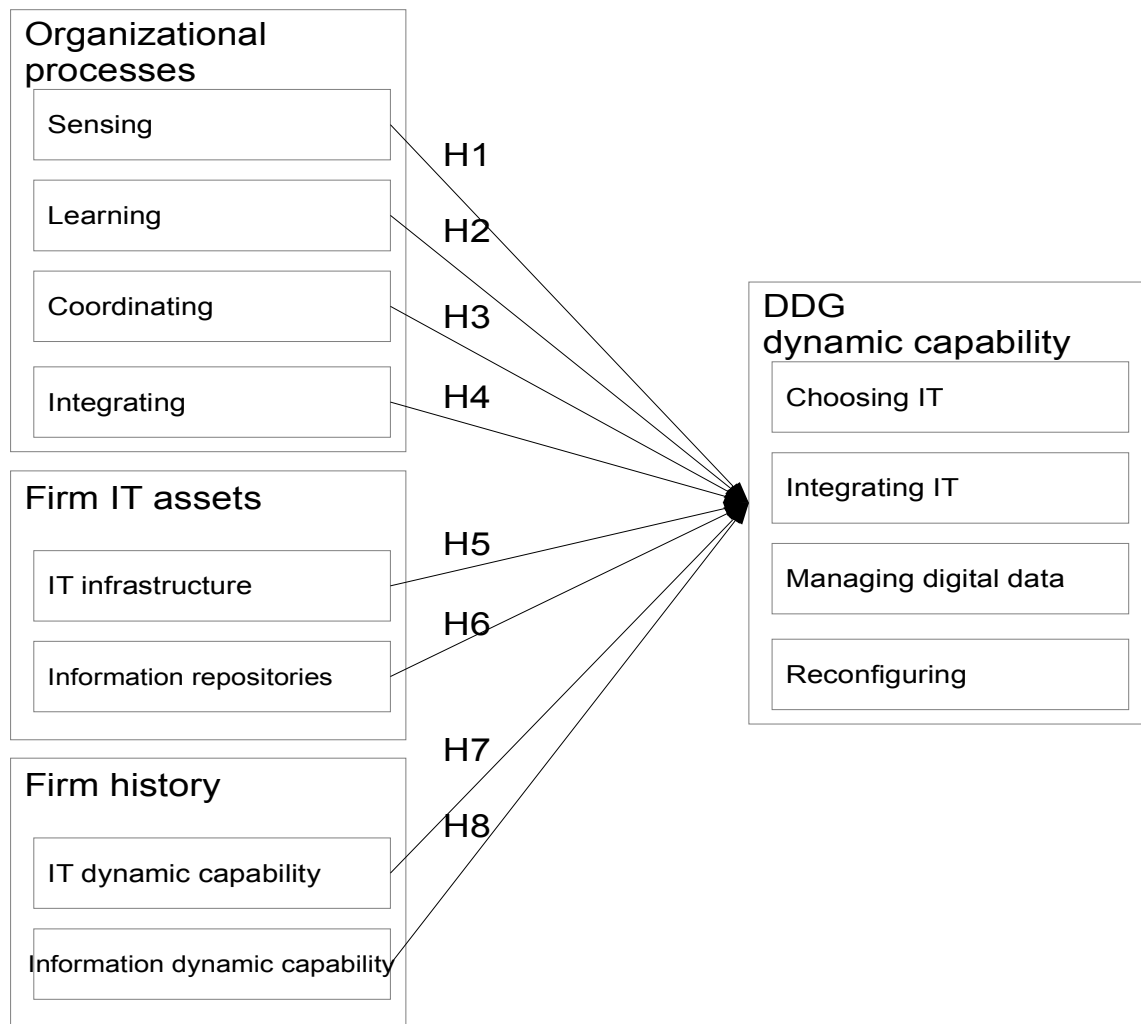 Organizational
processes
Sensing
Learning
Coordinating
Integrating
H1
H2
H3
H4
Firm IT assets
IT infrastructure
Information repositories
H5
H6
Firm history
IT dynamic capability
Information dynamic capability
H7
H8
DDG
dynamic capability
Choosing IT
Integrating IT
Managing digital data
Reconfiguring